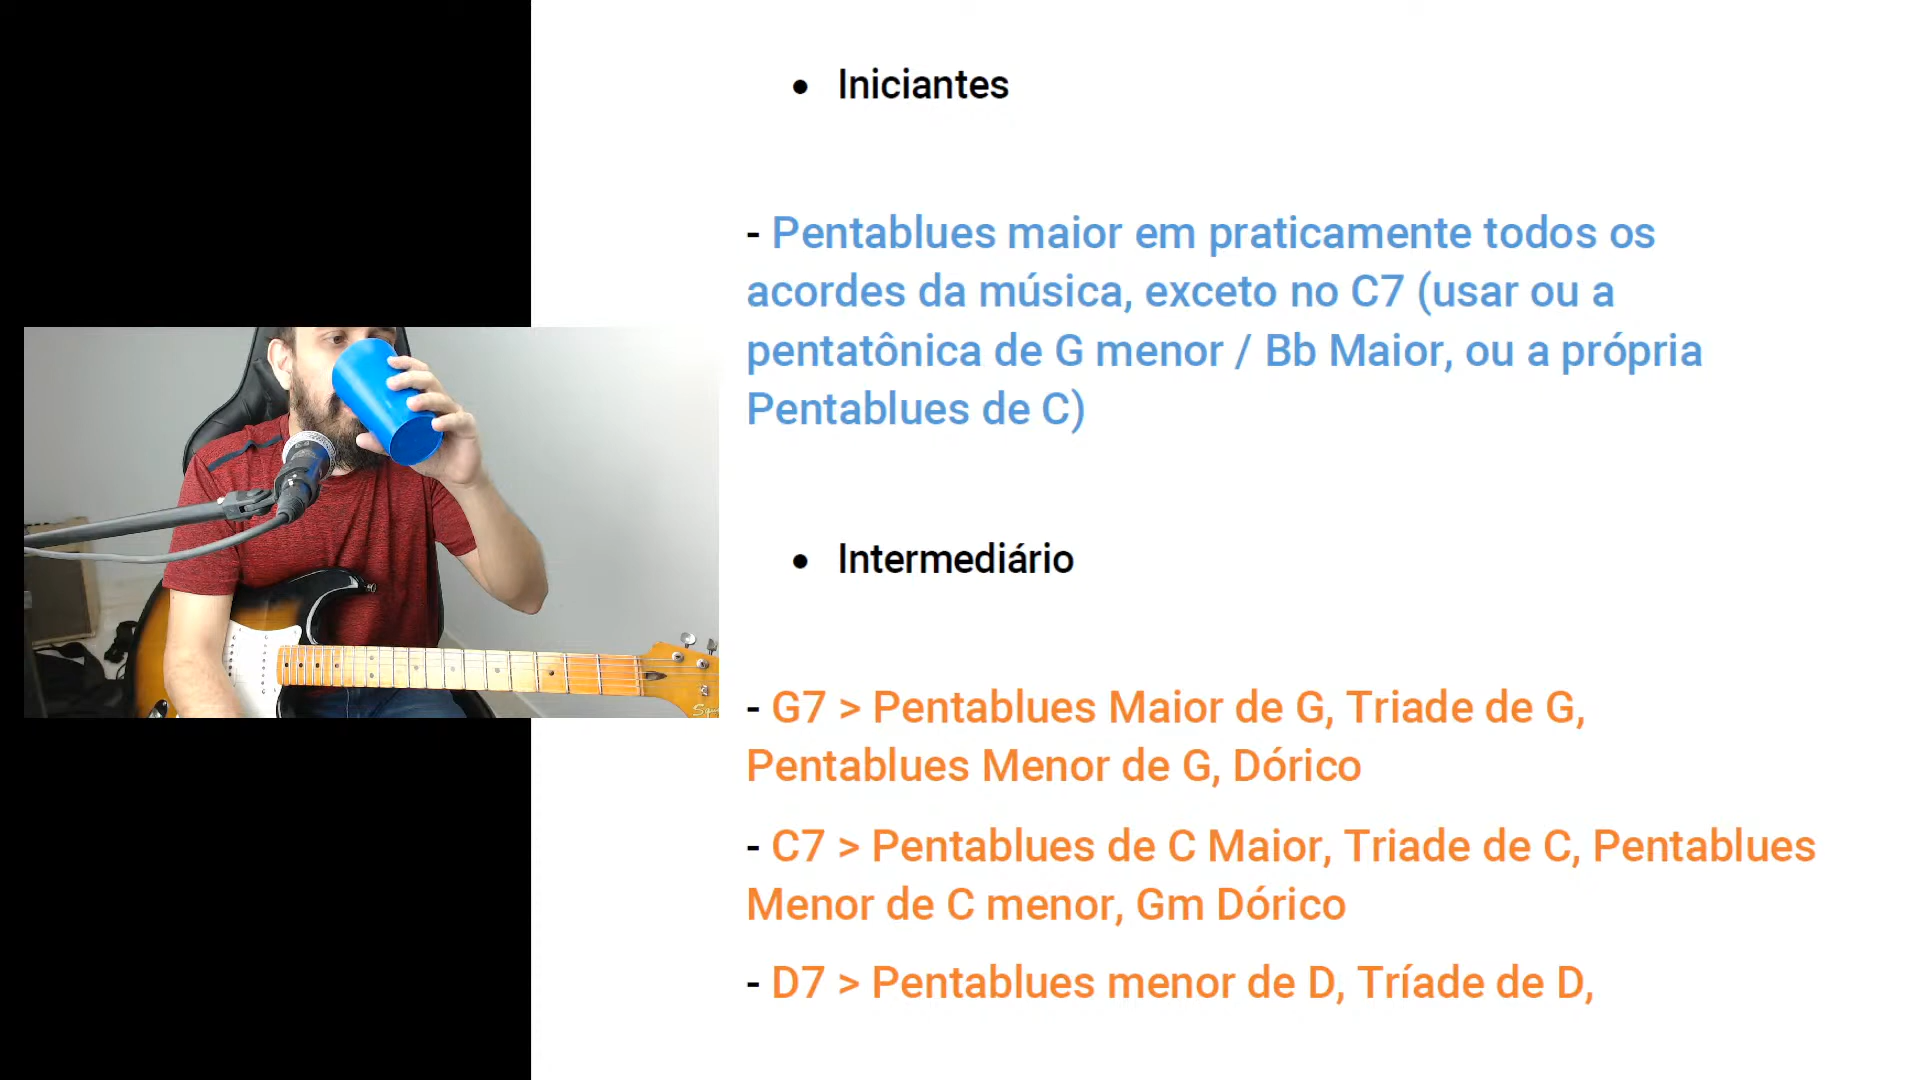 • Iniciantes
- Pentablues maior em praticamente todos os
acordes da música, exceto no C7 (usar ou a
pentatônica de G menor / Bb Maior, ou a própria
Pentablues de C)
• Intermediário
- G7 > Pentablues Maior de G, Triade de G,
Pentablues Menor de G, Dórico
- C7 > Pentablues de C Maior, Triade de C, Pentablues
Menor de C menor, Gm Dórico
- D7 > Pentablues menor de D, Tríade de D,